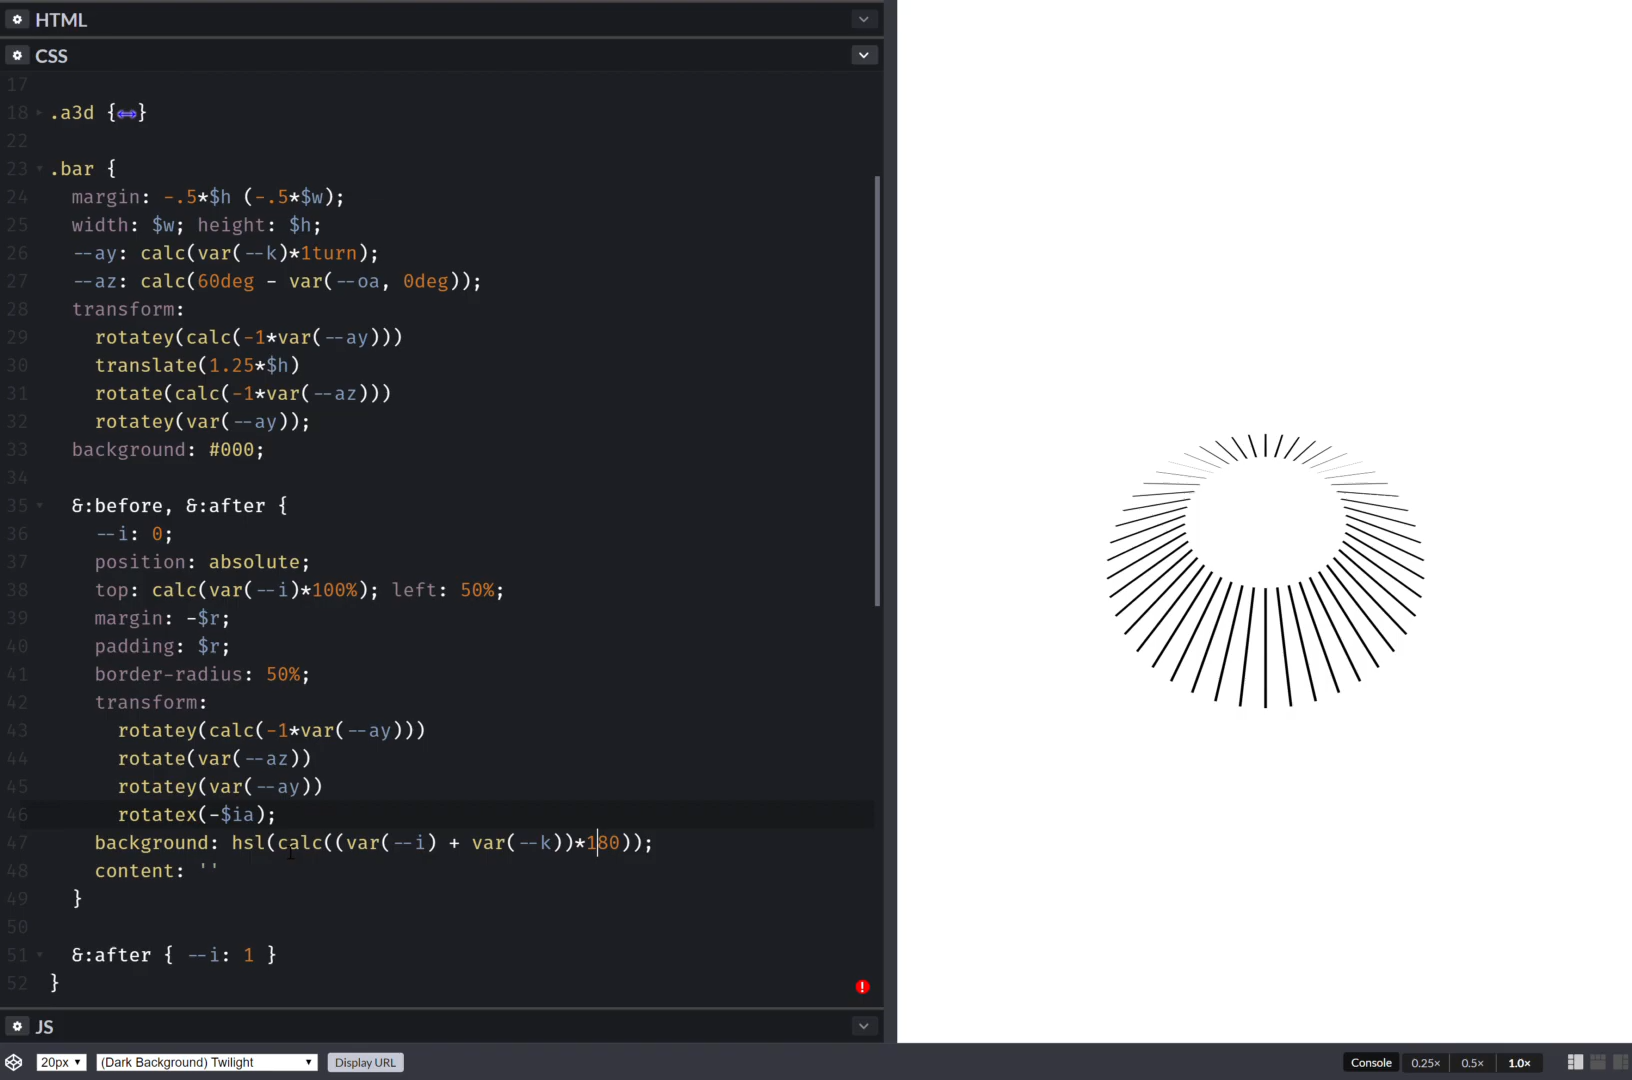 HTML
CSS
17
18 .a3d {↔}
22
23 .bar {
24 margin: -.5*$h (-.5*$w);
25 width: $w; height: $h;
26 --ay: calc(var(--k)*1turn);
27 --az: calc(60deg - var(--oa, 0deg));
28 transform:
29 rotatey(calc(-1*var(--ay)))
30 translate(1.25*$h)
31 rotate(calc(-1*var(--az)))
32 rotatey(var(--ay));
33 background: #000;
34
35 &:before, &:after {
36 --i: 0;
37 position: absolute;
38 top: calc(var(--i)*100%); left: 50%;
39 margin: -$r;
40 padding: $r;
41 border-radius: 50%;
42 transform:
43 rotatey(calc(-1*var(--ay)))
44 rotate(var(--az))
45 rotatey(var(--ay))
46 rotatex(-$ia);
47 background: hsl(calc((var(--i) + var(--k))*180));
48 content: ''
49 }
50
51 &:after { --i: 1 }
52 }
!
JS
20px (Dark Background) Twilight Display URL Console 0.25× 0.5× 1.0×